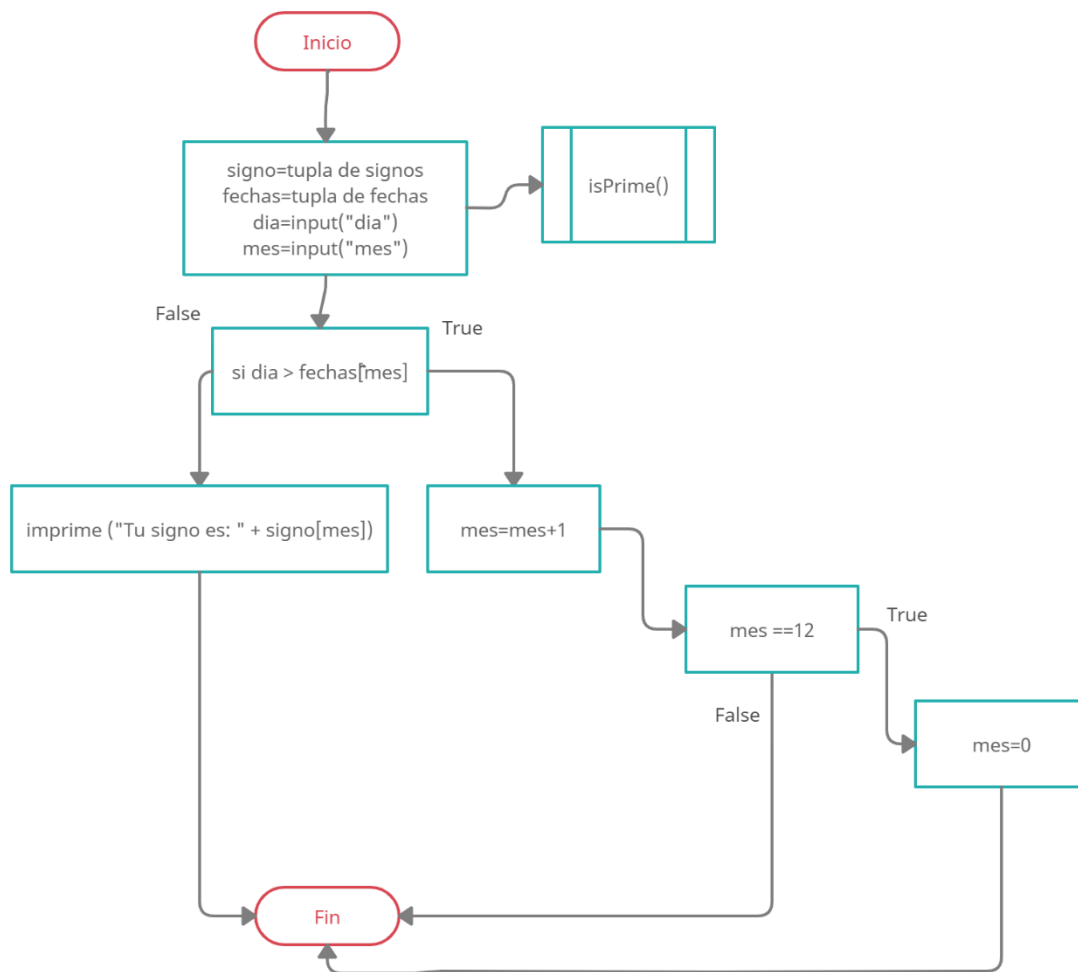 Inicio
signo=tupla de signos
fechas=tupla de fechas
dia=input("dia")
mes=input("mes")
isPrime()
False
True
si dia > fechas[mes]
imprime ("Tu signo es: " + signo[mes])
mes=mes+1
mes ==12
True
False
mes=0
Fin